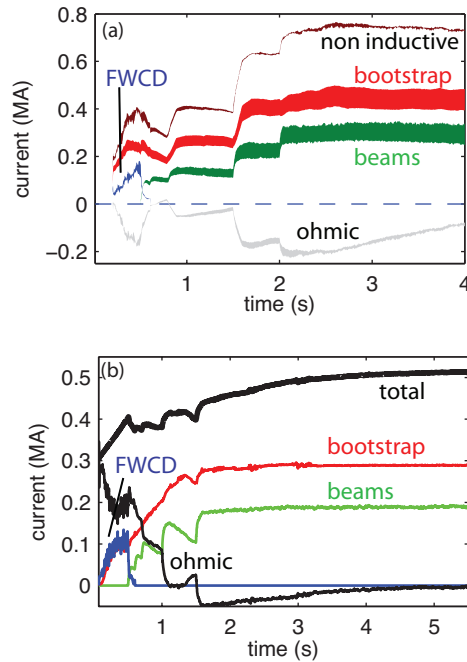 (a)
0.8
0.6
0.4
0.2
0
−0.2
current (MA)
non inductive
FWCD
bootstrap
beams
ohmic
1
2
3
4
time (s)
(b)
0.5
0.4
0.3
0.2
0.1
0
current (MA)
total
FWCD
bootstrap
beams
ohmic
1
2
3
4
5
time (s)